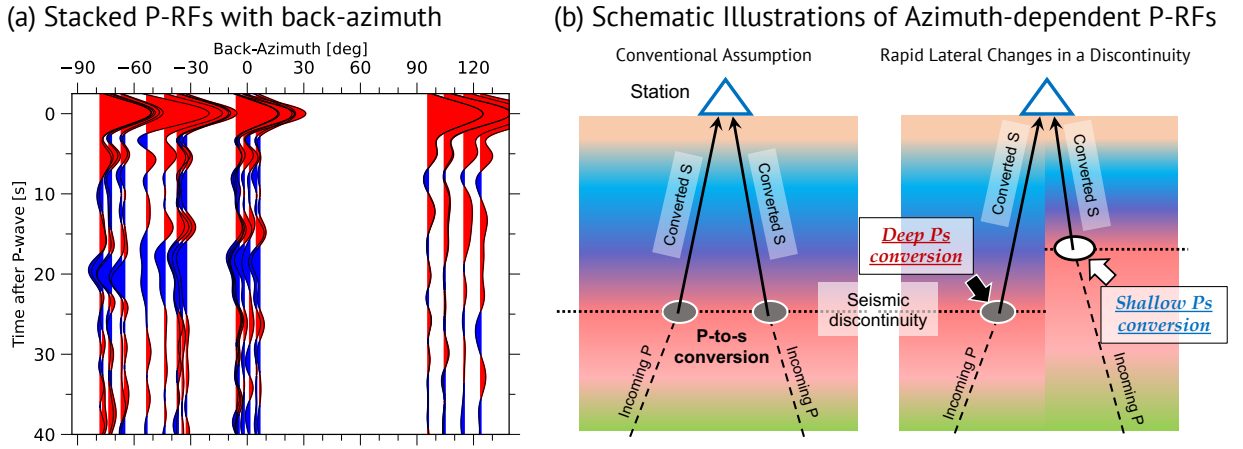 (a) Stacked P-RFs with back-azimuth
Back-Azimuth [deg]
−90 −60 −30 0 30 60 90 120
Time after P-wave [s]
0
10
20
30
40
(b) Schematic Illustrations of Azimuth-dependent P-RFs
Conventional Assumption
Station
Converted S
Converted S
Seismic
discontinuity
P-to-s
conversion
Incoming P
Incoming P
Rapid Lateral Changes in a Discontinuity
Converted S
Converted S
Deep Ps
conversion
Shallow Ps
conversion
Incoming P
Incoming P